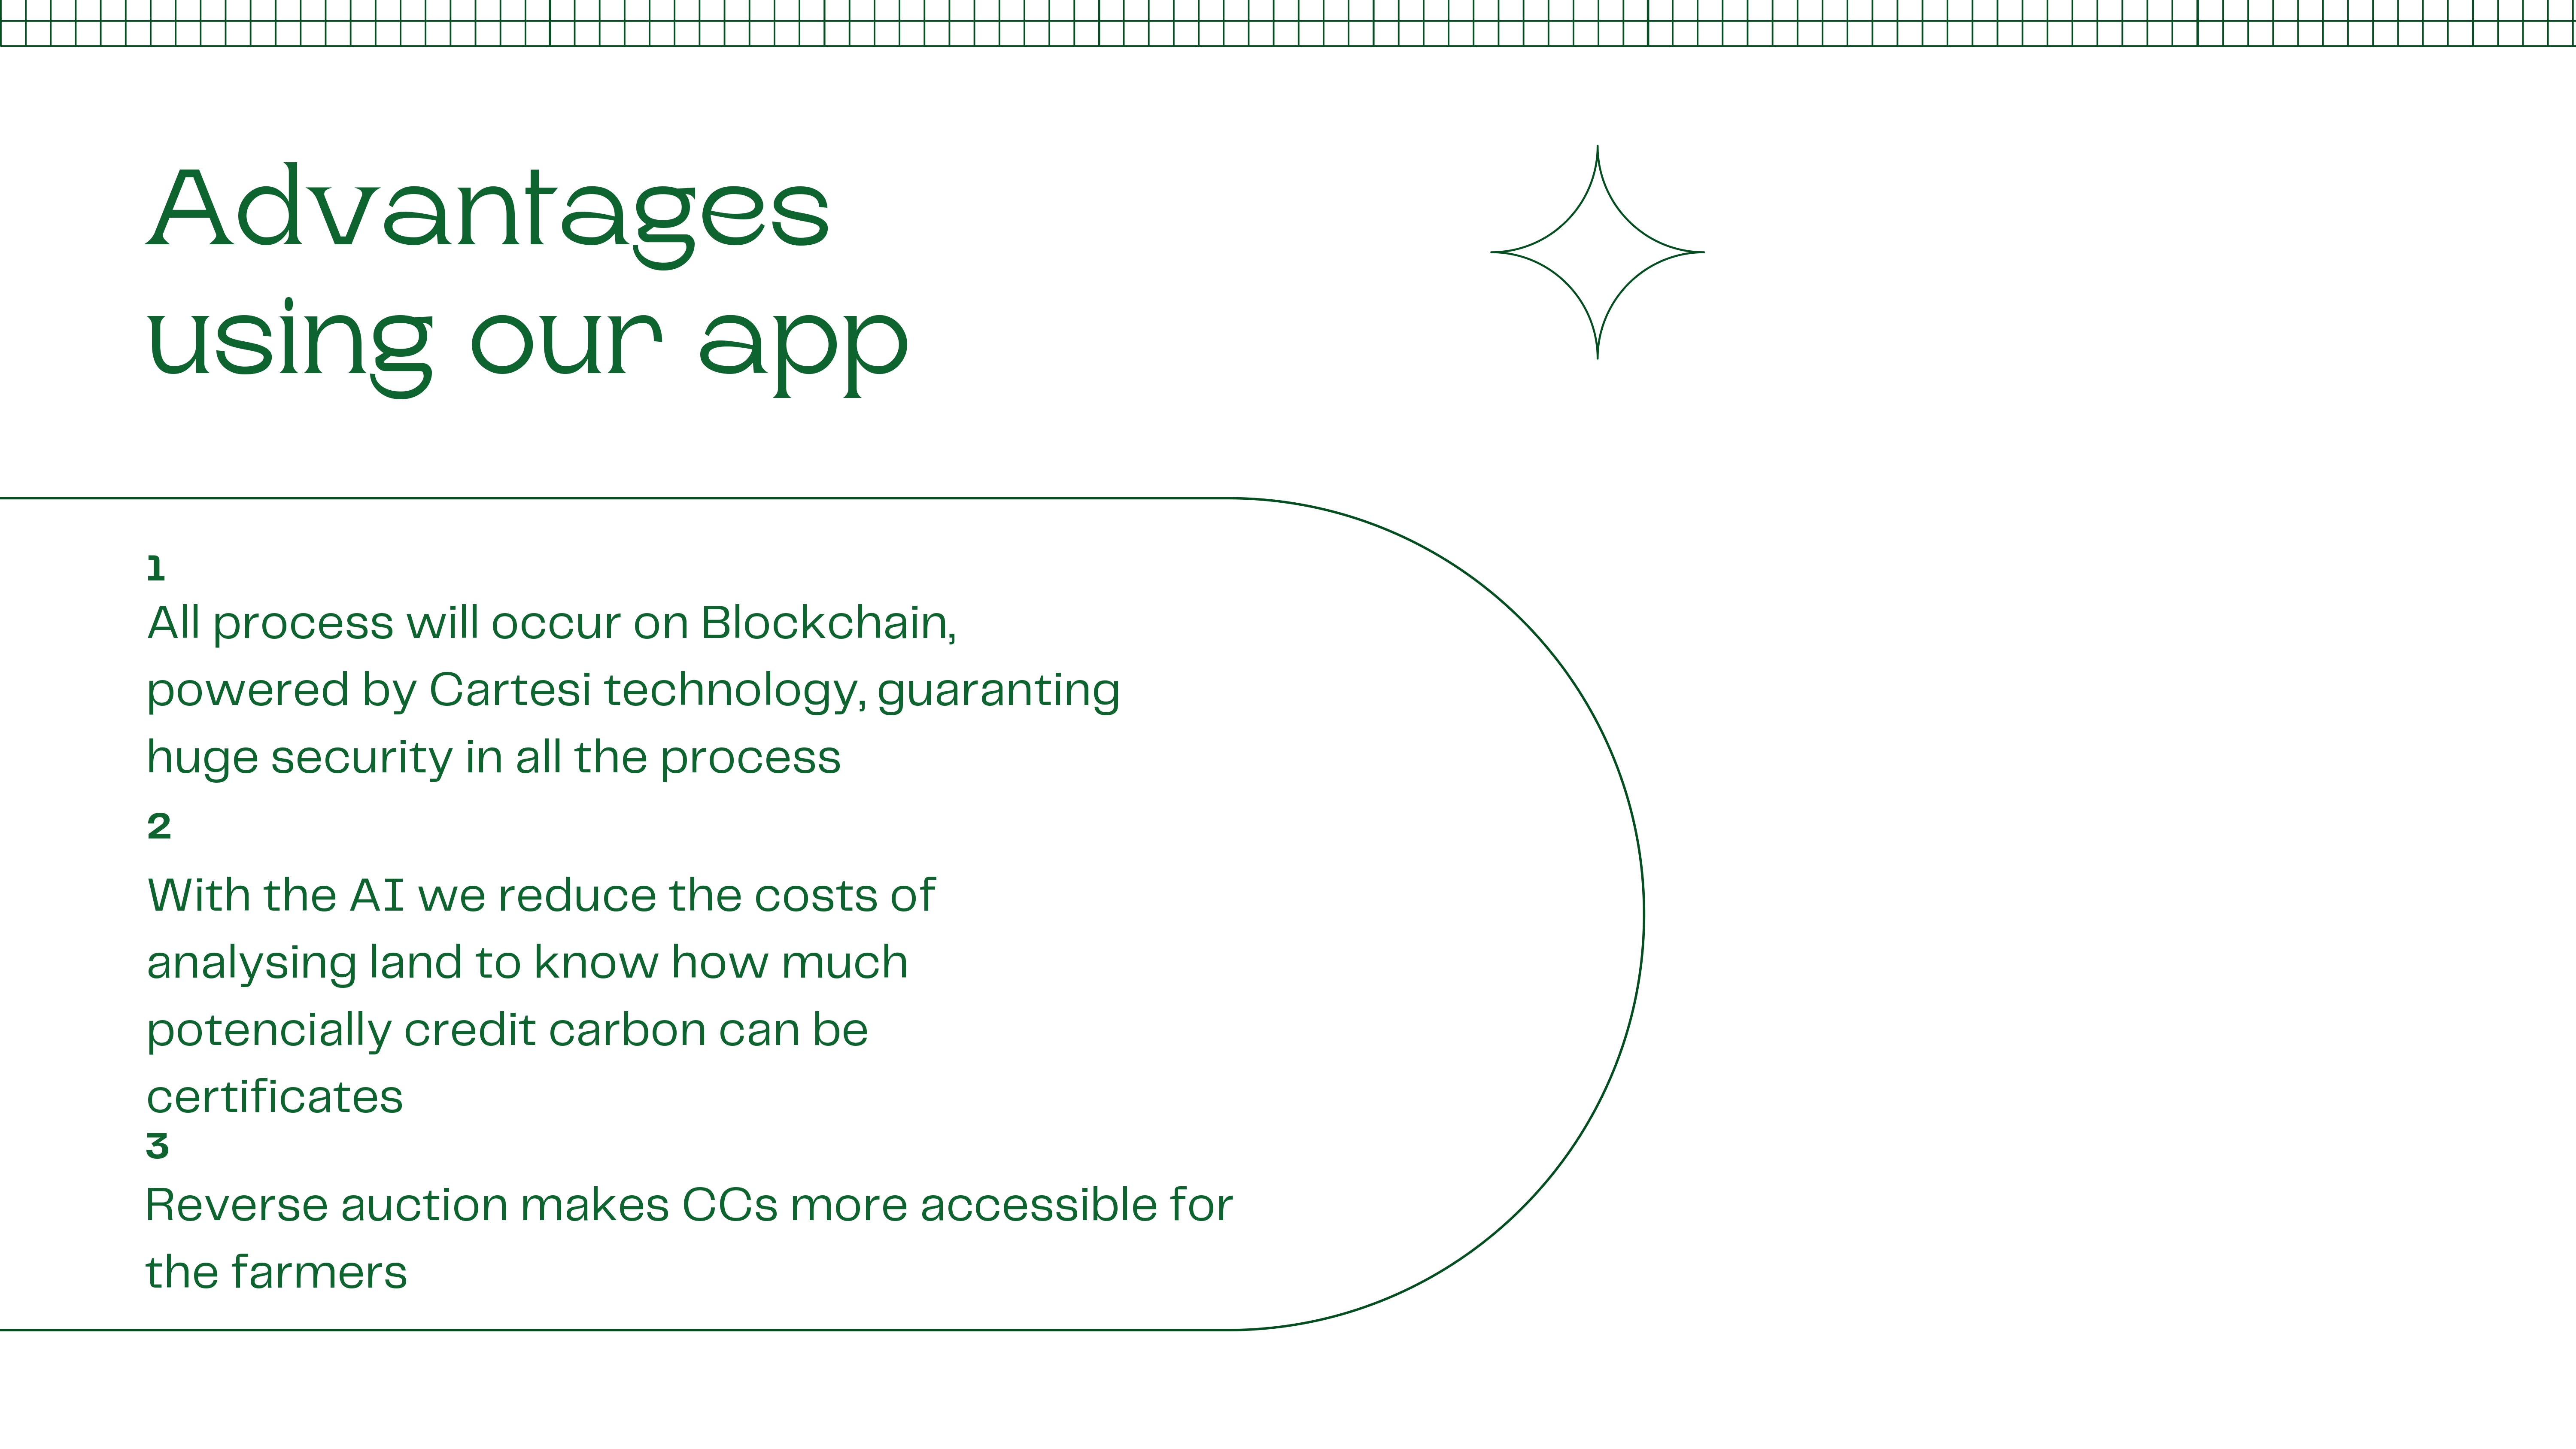 Advantages
using our app
1
All process will occur on Blockchain,
powered by Cartesi technology, guaranting
huge security in all the process
2
With the AI we reduce the costs of
analysing land to know how much
potencially credit carbon can be
certificates
3
Reverse auction makes CCs more accessible for
the farmers